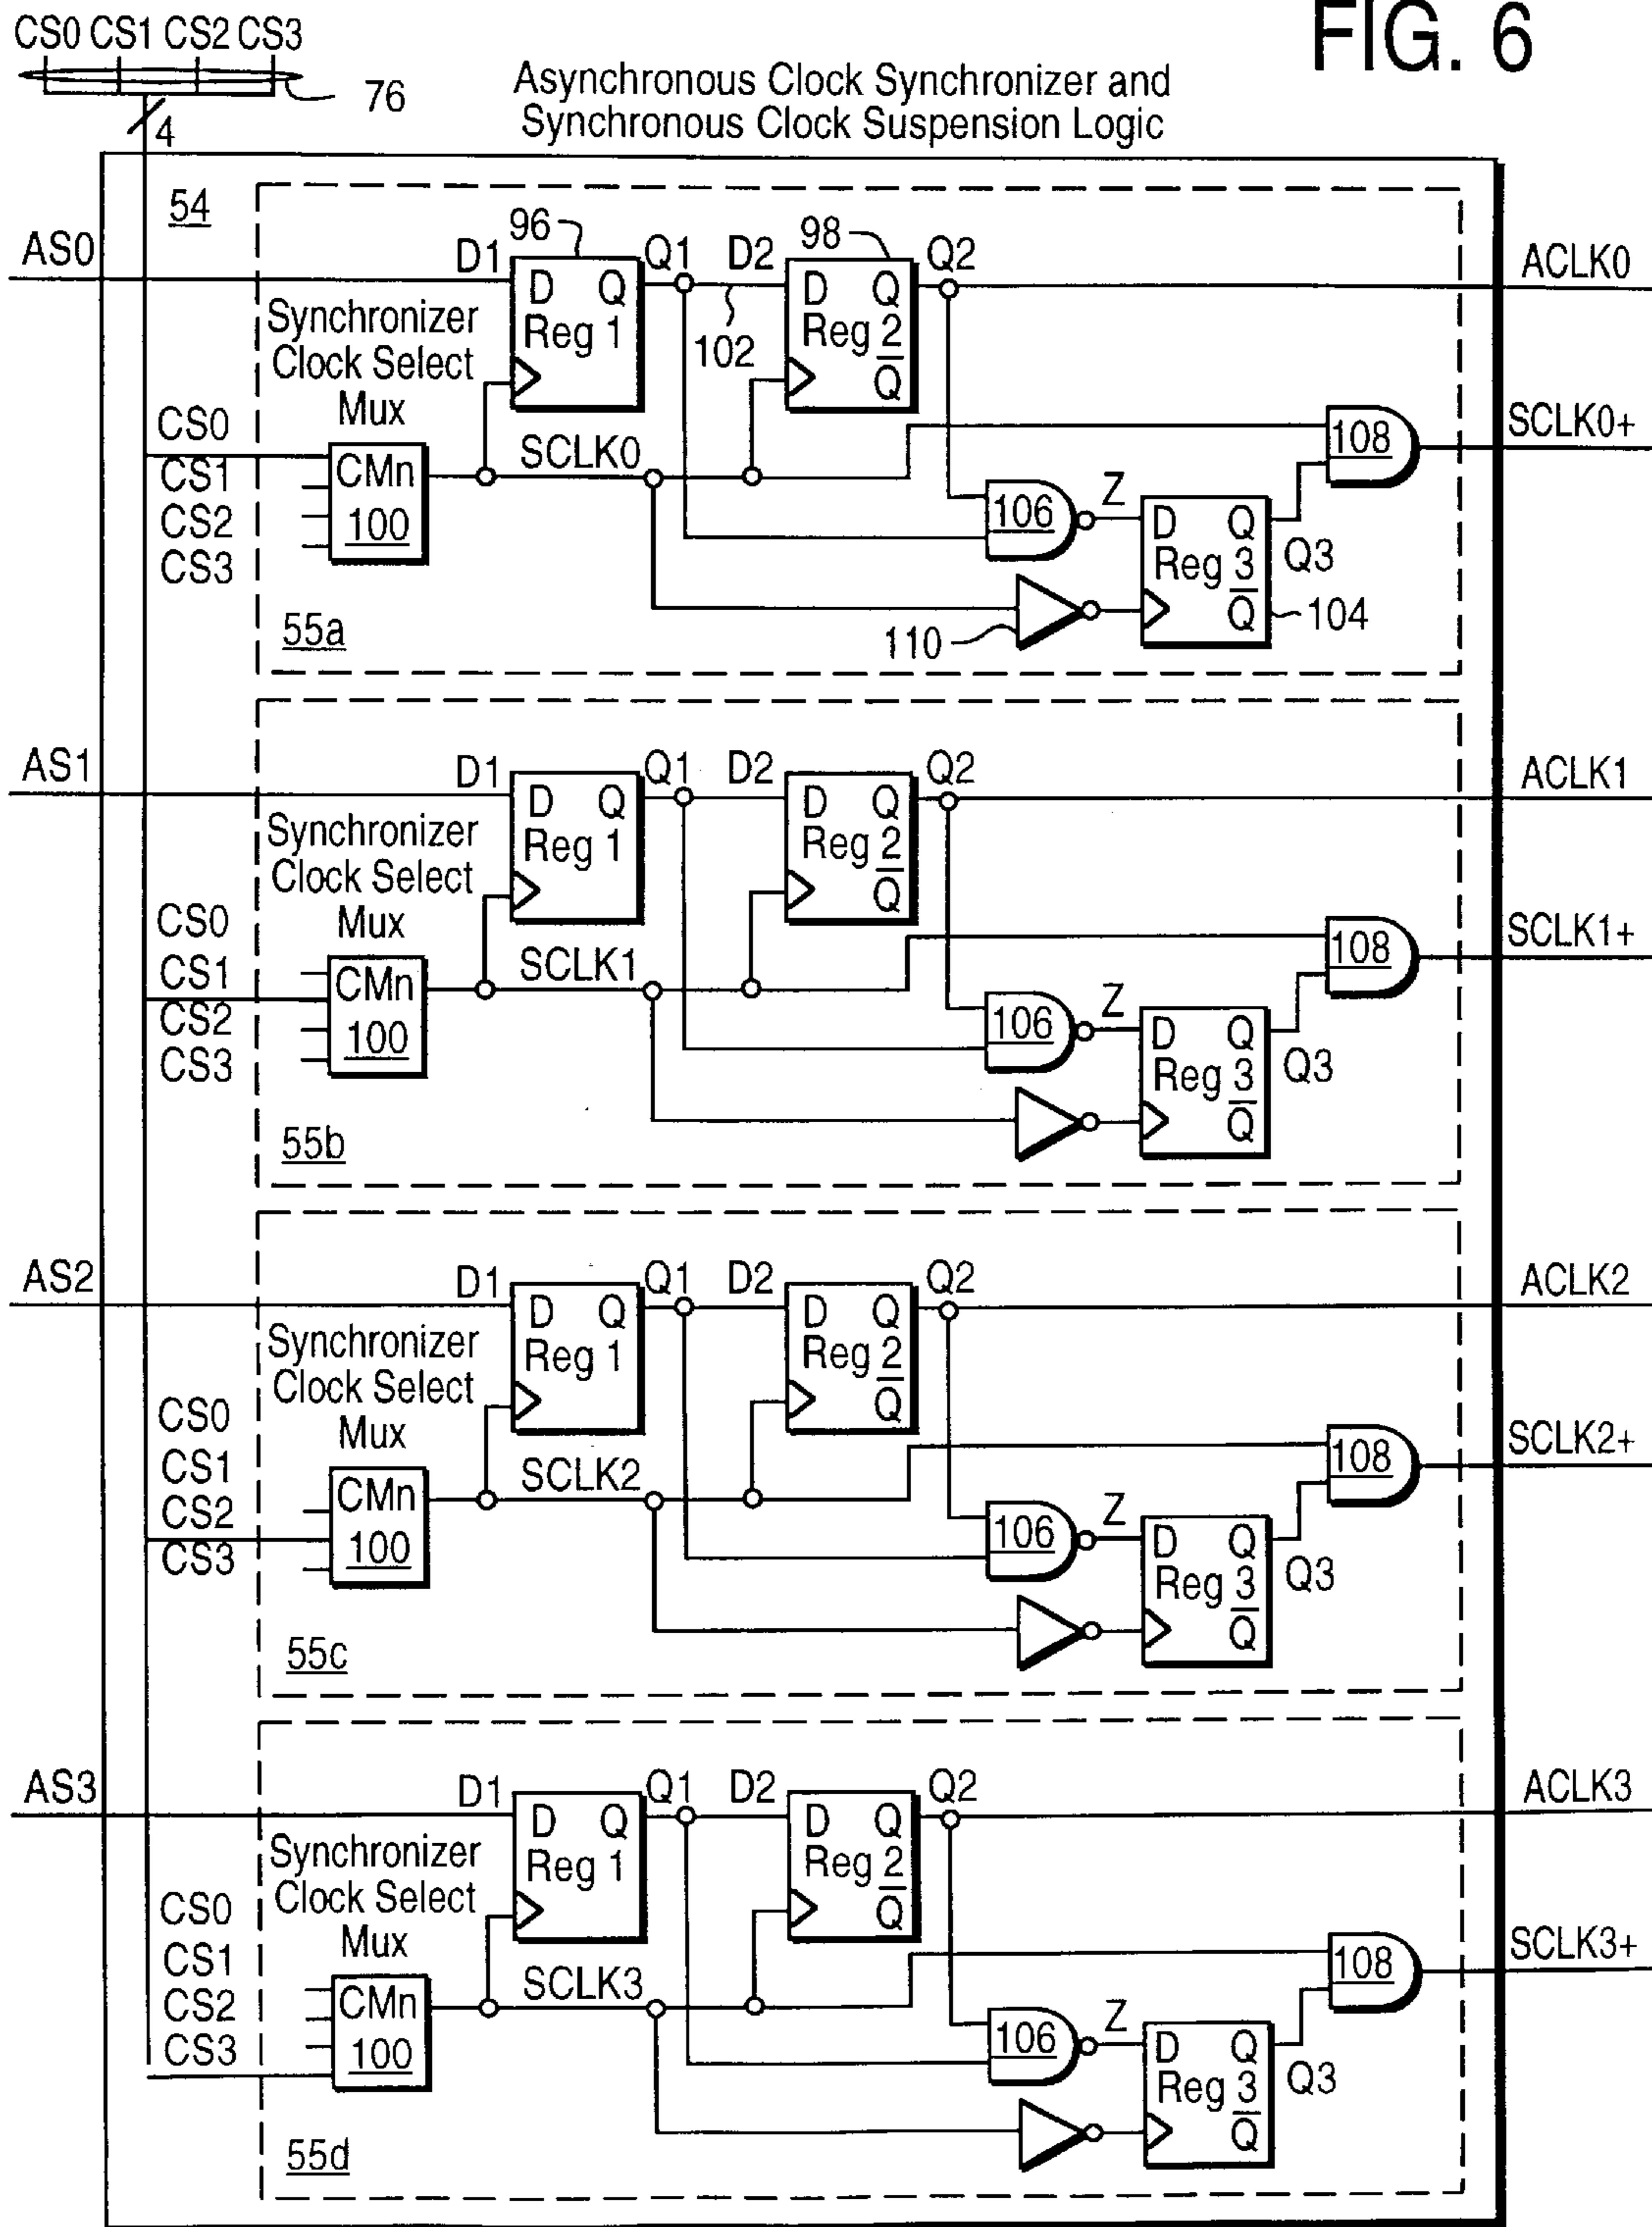 FIG. 6
CS0 CS1 CS2 CS3
76
4
Asynchronous Clock Synchronizer and
Synchronous Clock Suspension Logic
54
AS0
D1
96
D Q
Reg 1
Q1
D2
102
98
D Q
Reg 2
Q
Q2
ACLK0
Synchronizer
Clock Select
Mux
CS0
CS1
CS2
CS3
CMn
100
SCLK0
106
Z
D Q
Reg 3
Q
Q3
104
110
108
SCLK0+
55a
AS1
D1
D Q
Reg 1
Q1
D2
D Q
Reg 2
Q
Q2
ACLK1
Synchronizer
Clock Select
Mux
CS0
CS1
CS2
CS3
CMn
100
SCLK1
106
Z
D Q
Reg 3
Q
Q3
108
SCLK1+
55b
AS2
D1
D Q
Reg 1
Q1
D2
D Q
Reg 2
Q
Q2
ACLK2
Synchronizer
Clock Select
Mux
CS0
CS1
CS2
CS3
CMn
100
SCLK2
106
Z
D Q
Reg 3
Q
Q3
108
SCLK2+
55c
AS3
D1
D Q
Reg 1
Q1
D2
D Q
Reg 2
Q
Q2
ACLK3
Synchronizer
Clock Select
Mux
CS0
CS1
CS2
CS3
CMn
100
SCLK3
106
Z
D Q
Reg 3
Q
Q3
108
SCLK3+
55d